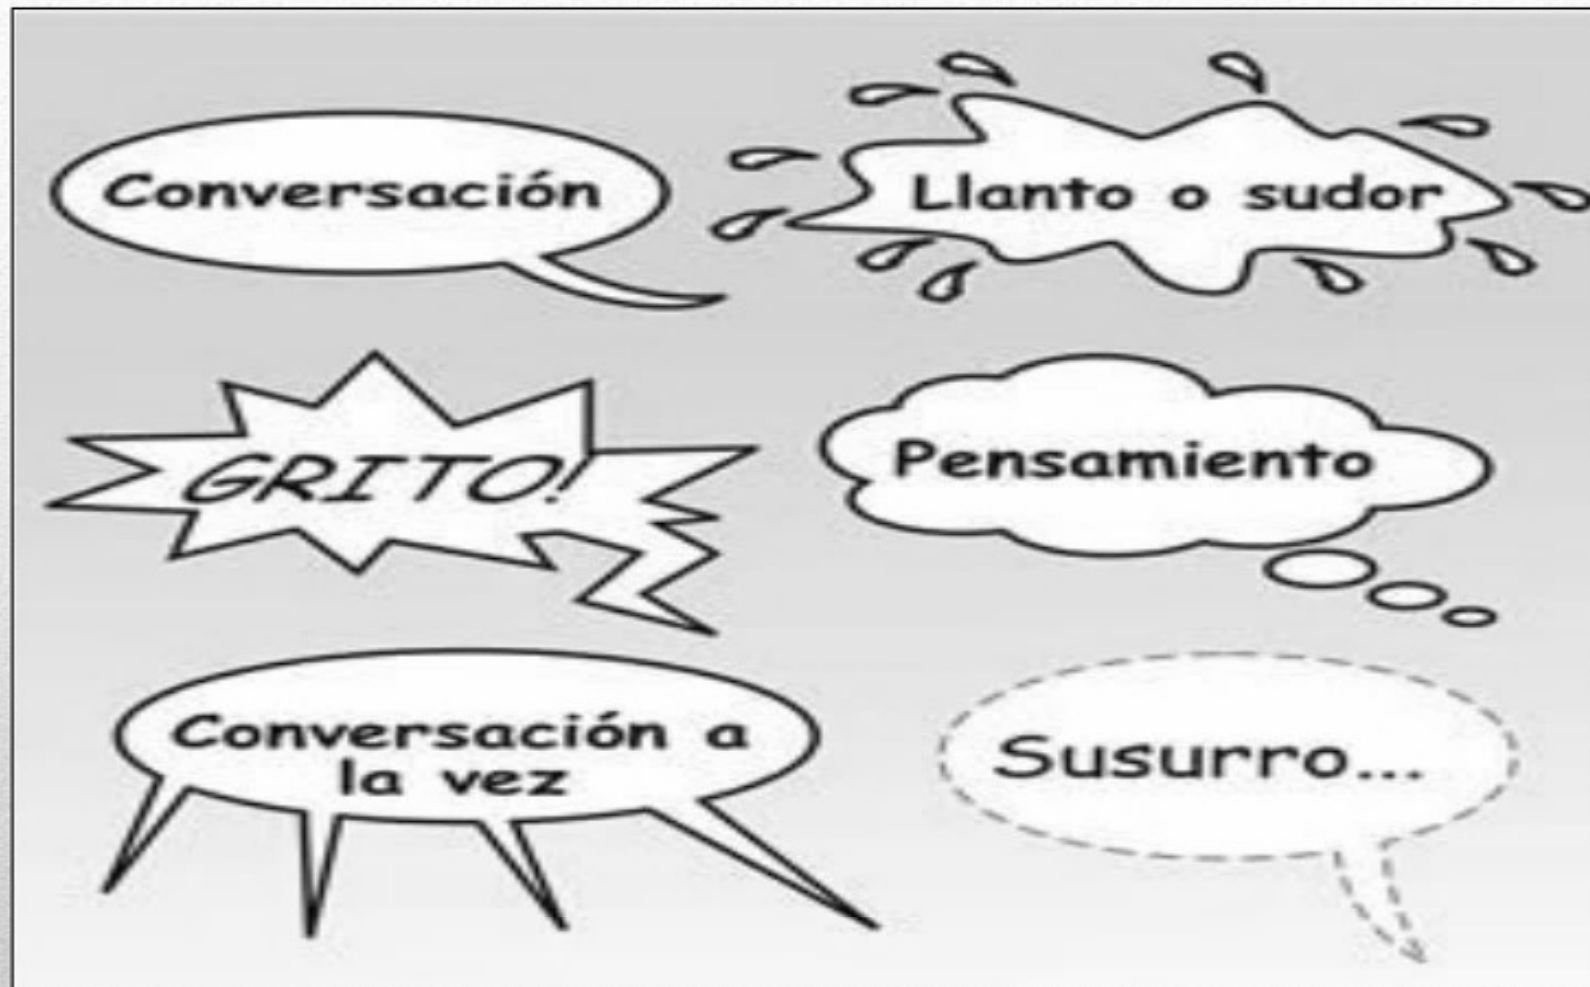 Conversación
Llanto o sudor
GRITO!
Pensamiento
Conversación a
la vez
Susurro...